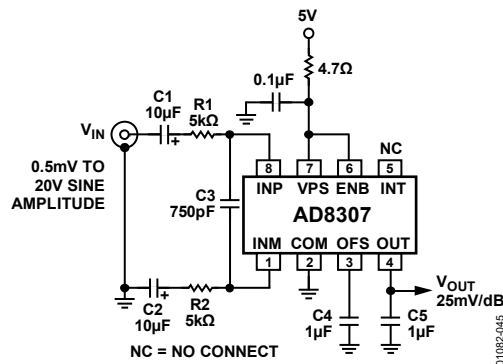 5V
4.7Ω
0.1µF
C1
10µF
R1
5kΩ
VIN
0.5mV TO
20V SINE
AMPLITUDE
C3
750pF
NC
8
7
6
5
INP
VPS
ENB
INT
AD8307
INM
COM
OFS
OUT
1
2
3
4
C2
10µF
R2
5kΩ
C4
1µF
C5
1µF
VOUT
25mV/dB
NC = NO CONNECT
01082-045
+
+